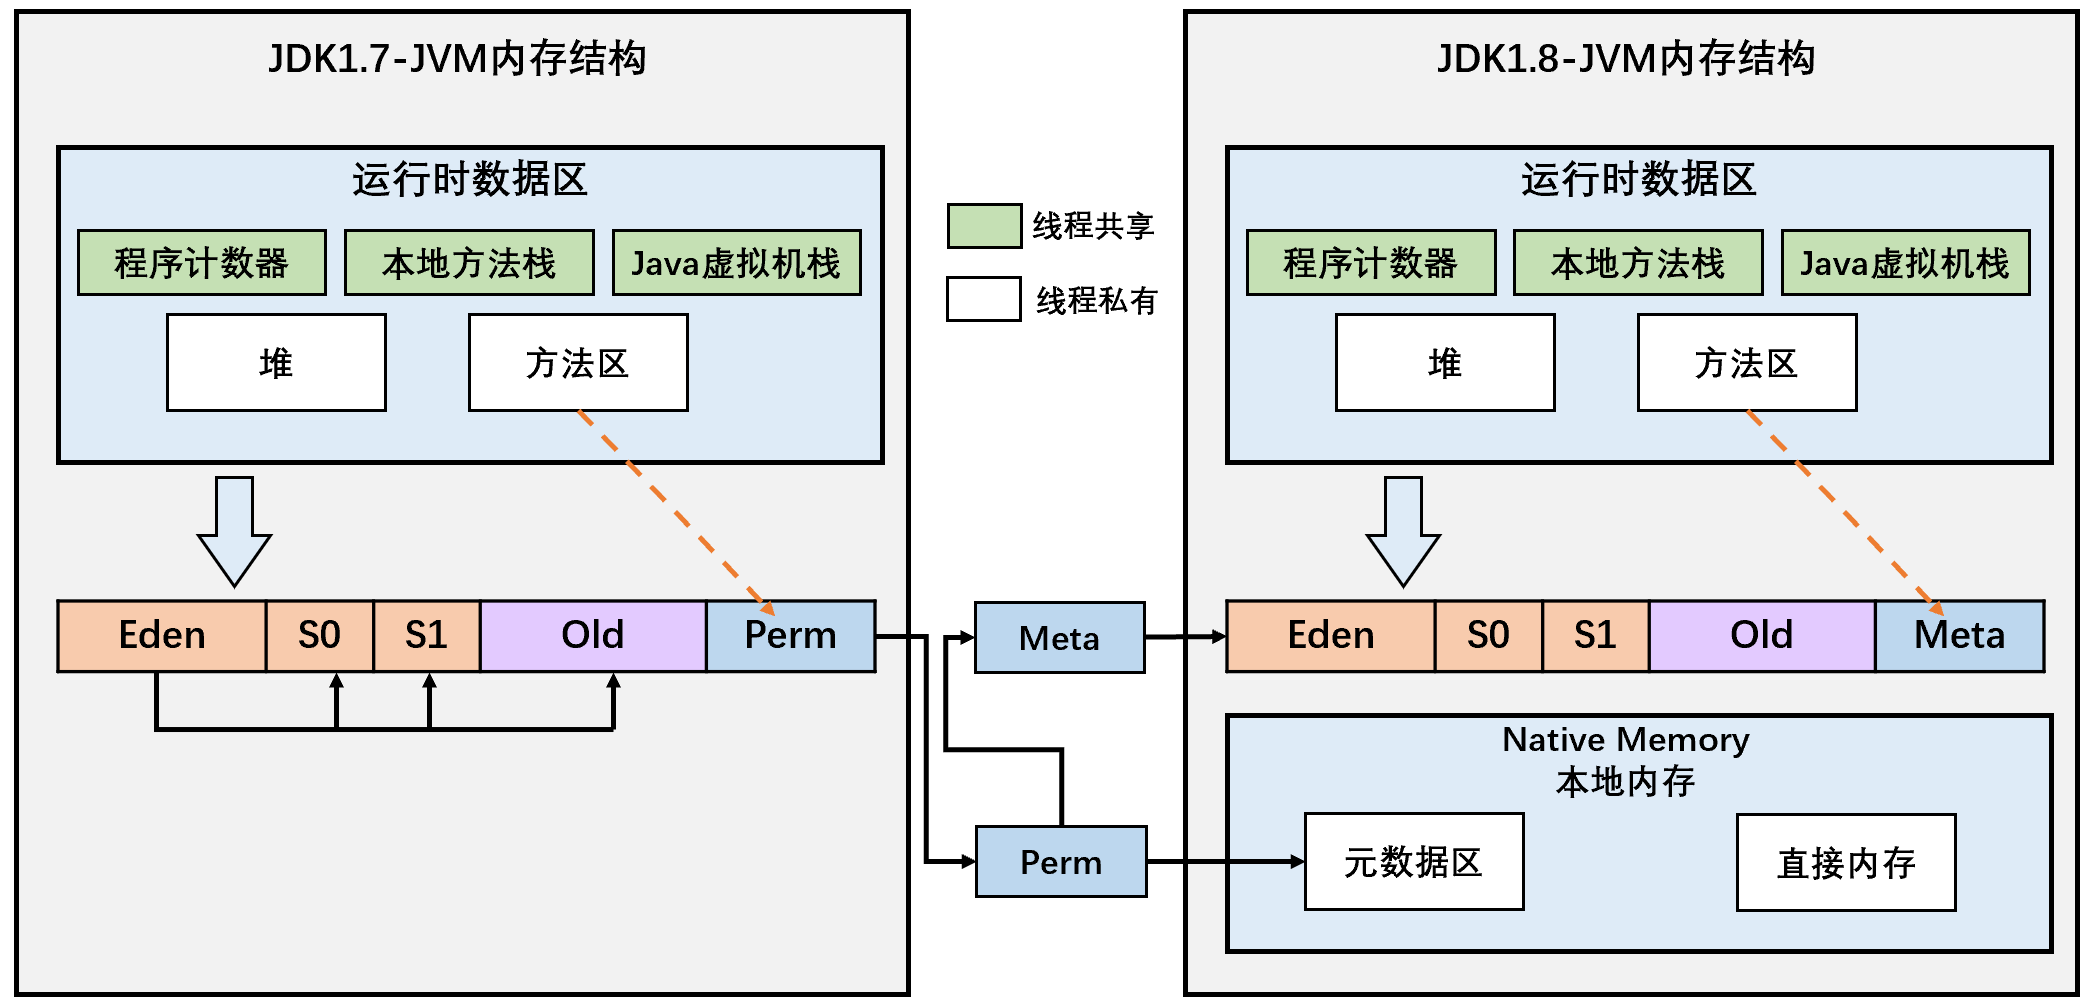 JDK1.7-JVM内存结构
运行时数据区
程序计数器
本地方法栈
Java虚拟机栈
堆
方法区
Eden
S0
S1
Old
Perm
线程共享
线程私有
Meta
Perm
JDK1.8-JVM内存结构
运行时数据区
程序计数器
本地方法栈
Java虚拟机栈
堆
方法区
Eden
S0
S1
Old
Meta
Native Memory
本地内存
元数据区
直接内存